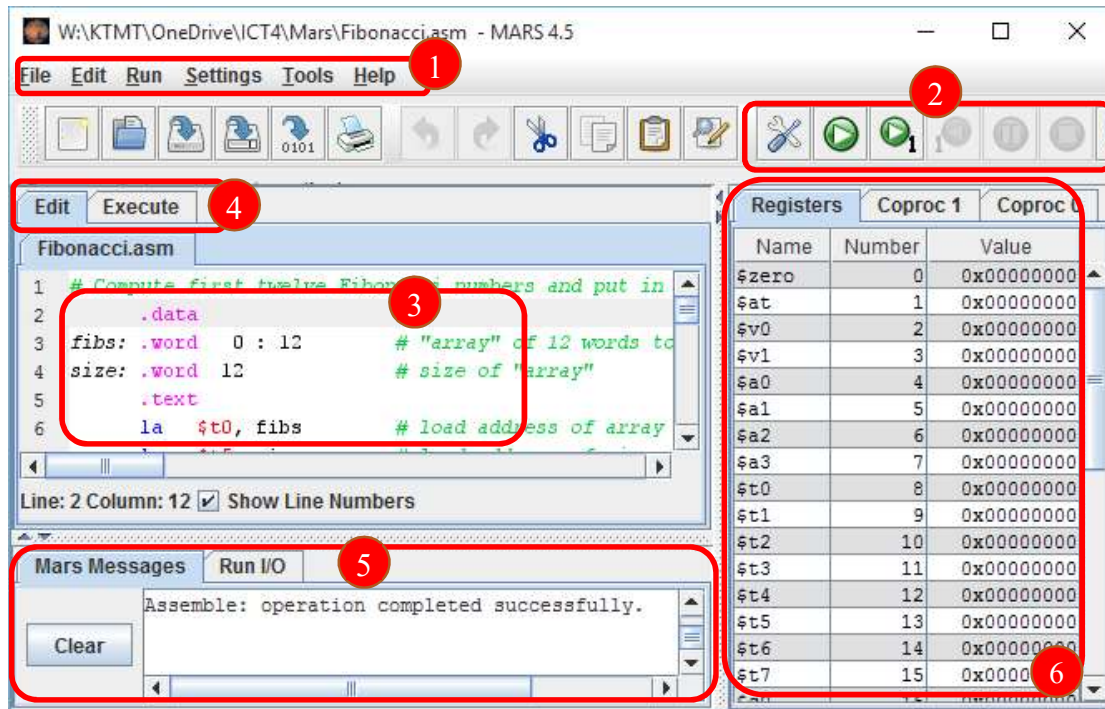 W:\KTMT\OneDrive\ICT4\Mars\Fibonacci.asm - MARS 4.5
1
File Edit Run Settings Tools Help
2
0101
1
1
Edit Execute
4
Fibonacci.asm
1 # Compute first twelve numbers and put in
3
2 .data
3 fibs: .word 0 : 12 # "array" of 12 words to
4 size: .word 12 # size of "array"
5 .text
6 la $t0, fibs # load address of array
Line: 2 Column: 12 Show Line Numbers
5
Mars Messages Run I/O
Assemble: operation completed successfully.
Clear
Registers Coproc 1 Coproc
Name Number Value
$zero 0 0x00000000
$at 1 0x00000000
$v0 2 0x00000000
$v1 3 0x00000000
$a0 4 0x00000000
$a1 5 0x00000000
$a2 6 0x00000000
$a3 7 0x00000000
$t0 8 0x00000000
$t1 9 0x00000000
$t2 10 0x00000000
$t3 11 0x00000000
$t4 12 0x00000000
$t5 13 0x00000000
$t6 14 0x00000000
$t7 15
6